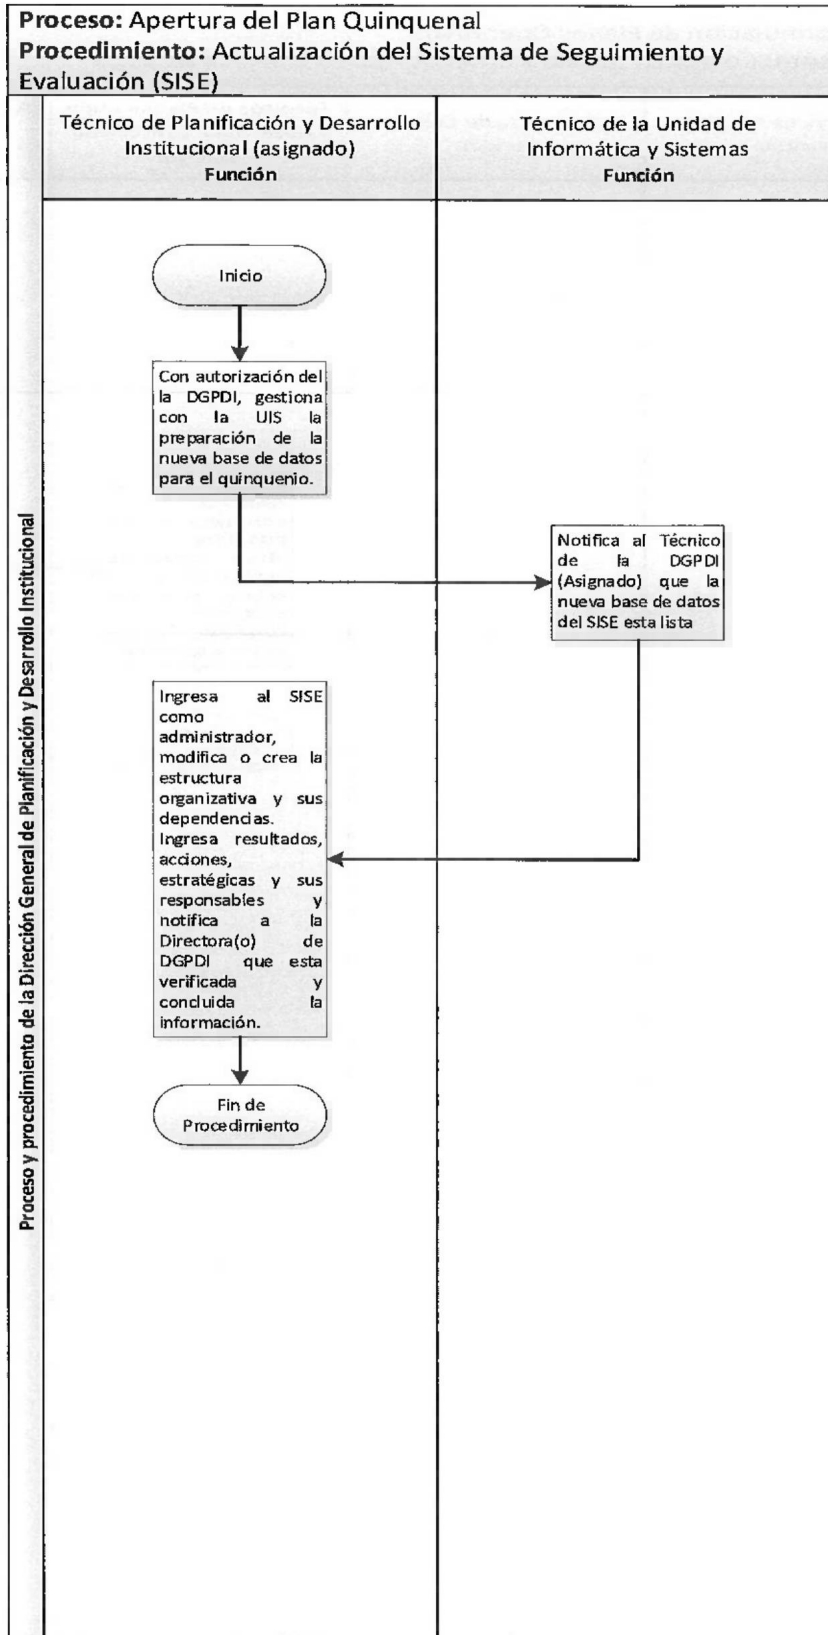 Proceso: Apertura del Plan Quinquenal
Procedimiento: Actualización del Sistema de Seguimiento y
Evaluación (SISE)
Proceso y procedimiento de la Dirección General de Planificación y Desarrollo Institucional
Técnico de Planificación y Desarrollo
Institucional (asignado)
Función
Técnico de la Unidad de
Informática y Sistemas
Función
Inicio
Con autorización del
la DGPDI, gestiona
con la UIS la
preparación de la
nueva base de datos
para el quinquenio.
Notifica al Técnico
de la DGPDI
(Asignado) que la
nueva base de datos
del SISE esta lista
Ingresa al SISE
como
administrador,
modifica o crea la
estructura
organizativa y sus
dependencias.
Ingresa resultados,
acciones,
estratégicas y sus
responsables y
notifica a la
Directora(o) de
DGPDI que esta
verificada y
concluida la
información.
Fin de
Procedimiento